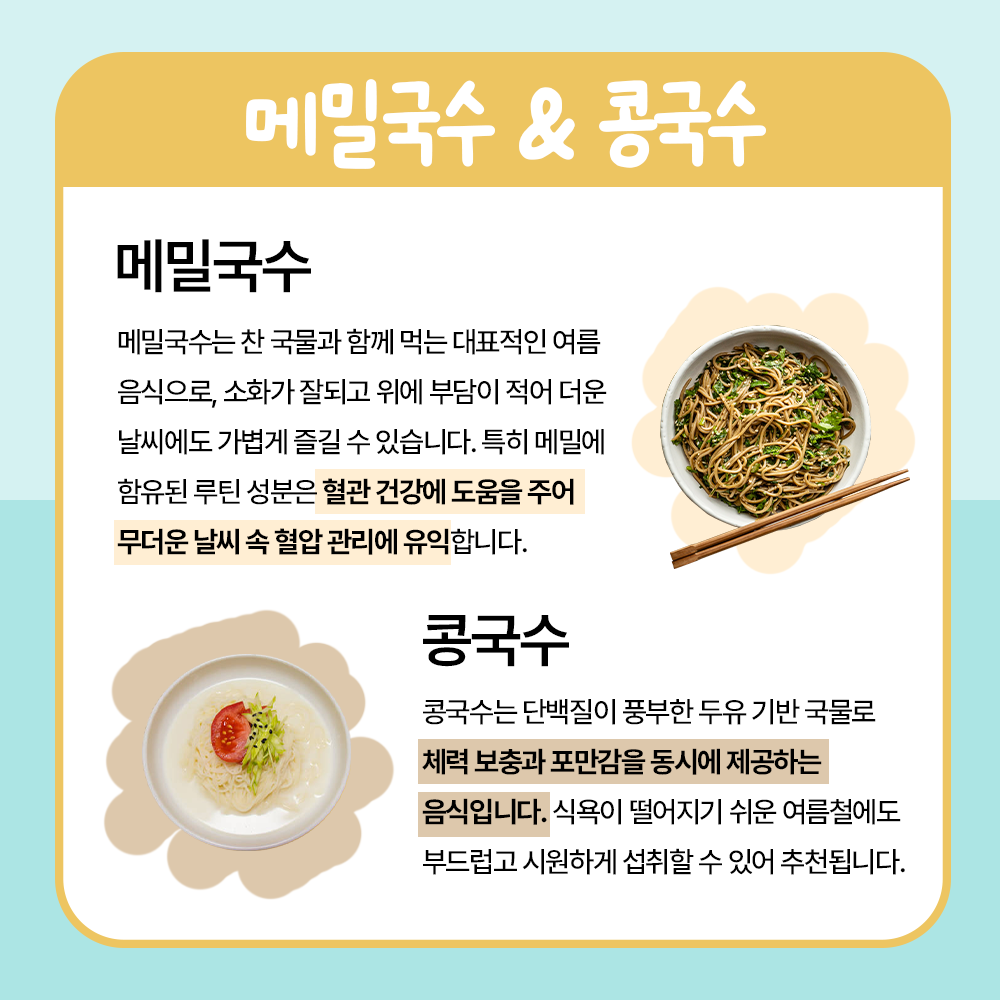 메밀국수 & 콩국수
메밀국수
메밀국수는 찬 국물과 함께 먹는 대표적인 여름
음식으로, 소화가 잘되고 위에 부담이 적어 더운
날씨에도 가볍게 즐길 수 있습니다. 특히 메밀에
함유된 루틴 성분은 혈관 건강에 도움을 주어
무더운 날씨 속 혈압 관리에 유익합니다.
콩국수
콩국수는 단백질이 풍부한 두유 기반 국물로
체력 보충과 포만감을 동시에 제공하는
음식입니다. 식욕이 떨어지기 쉬운 여름철에도
부드럽고 시원하게 섭취할 수 있어 추천됩니다.